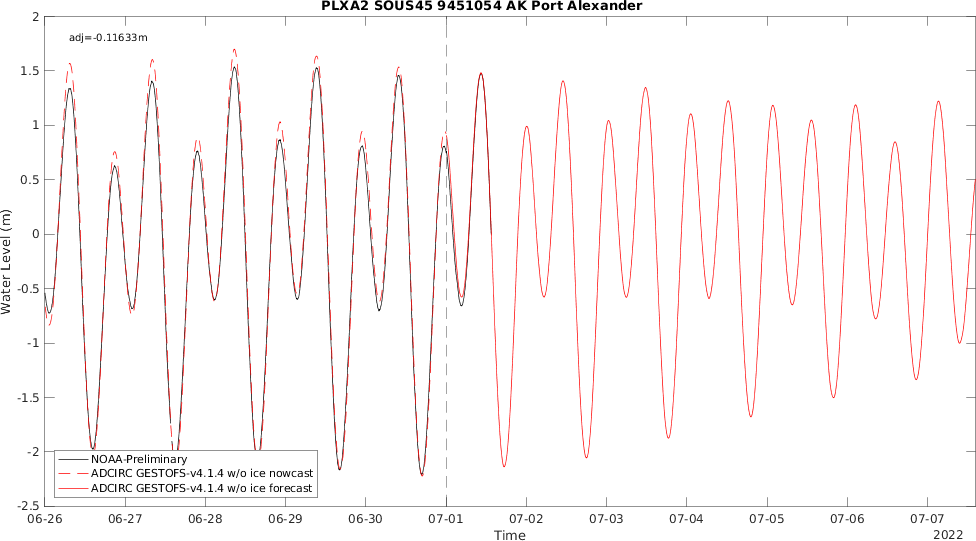 PLXA2 SOUS45 9451054 AK Port Alexander
adj=-0.11633m
2
1.5
1
0.5
0
-0.5
-1
-1.5
-2
-2.5
Water Level (m)
NOAA-Preliminary
ADCIRC GESTOFS-v4.1.4 w/o ice nowcast
ADCIRC GESTOFS-v4.1.4 w/o ice forecast
06-26 06-27 06-28 06-29 06-30 07-01 07-02 07-03 07-04 07-05 07-06 07-07
Time
2022